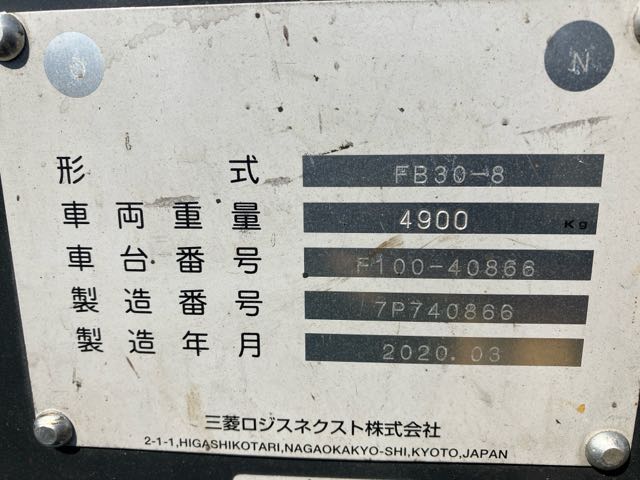 N
形式 FB30-8
車両重量 4900 Kg
車台番号 F100-40866
製造番号 7P740866
製造年月 2020.03
三菱ロジスネクスト株式会社
2-1-1,HIGASHIKOTARI,NAGAOKAKYO-SHI,KYOTO,JAPAN